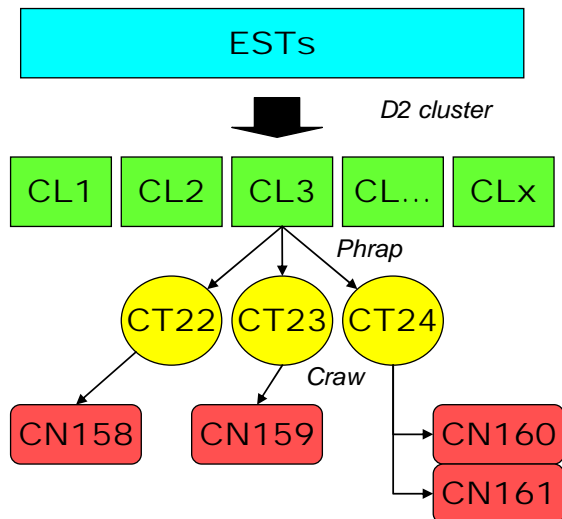 ESTs
D2 cluster
CL1 CL2 CL3 CL... CLx
Phrap
CT22 CT23 CT24
Craw
CN158 CN159 CN160
CN161